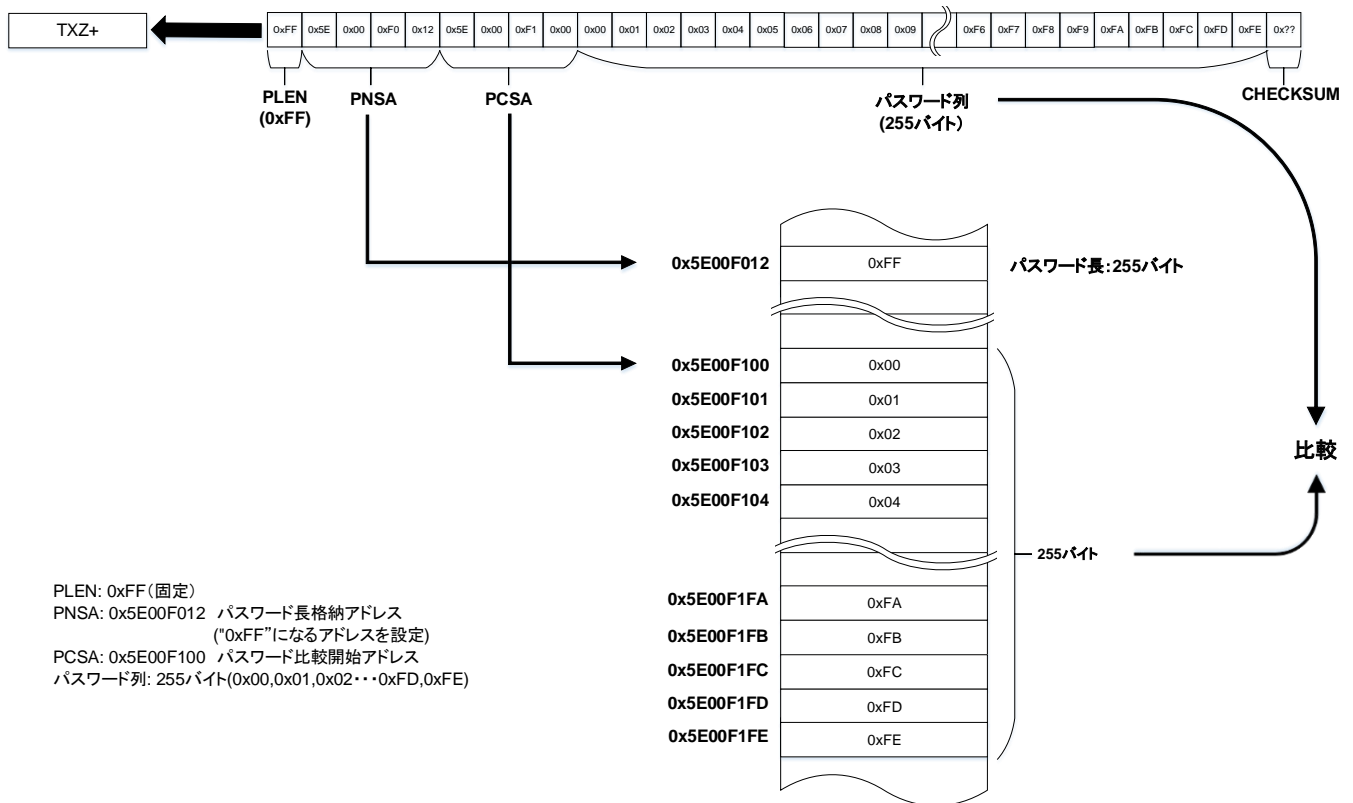 TXZ+
0xFF 0x5E 0x00 0xF0 0x12 0x5E 0x00 0xF1 0x00 0x00 0x01 0x02 0x03 0x04 0x05 0x06 0x07 0x08 0x09 0xF6 0xF7 0xF8 0xF9 0xFA 0xFB 0xFC 0xFD 0xFE 0x??
PLEN
(0xFF)
PNSA
PCSA
パスワード列
(255バイト)
CHECKSUM
0x5E00F012 0xFF パスワード長:255バイト
0x5E00F100 0x00
0x5E00F101 0x01
0x5E00F102 0x02
0x5E00F103 0x03
0x5E00F104 0x04
比較
255バイト
0x5E00F1FA 0xFA
0x5E00F1FB 0xFB
0x5E00F1FC 0xFC
0x5E00F1FD 0xFD
0x5E00F1FE 0xFE
PLEN: 0xFF(固定)
PNSA: 0x5E00F012 パスワード長格納アドレス
("0xFF"になるアドレスを設定)
PCSA: 0x5E00F100 パスワード比較開始アドレス
パスワード列: 255バイト(0x00,0x01,0x02・・・0xFD,0xFE)